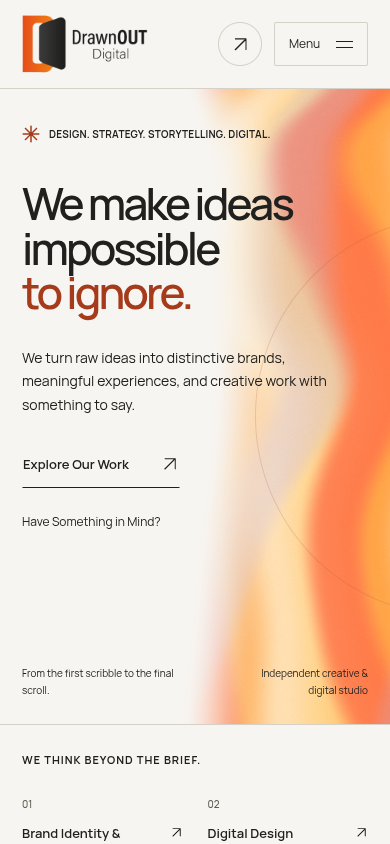 DrawnOUT
Digital
Menu
DESIGN. STRATEGY. STORYTELLING. DIGITAL.
We make ideas
impossible
to ignore.
We turn raw ideas into distinctive brands,
meaningful experiences, and creative work with
something to say.
Explore Our Work
Have Something in Mind?
From the first scribble to the final
scroll.
Independent creative &
digital studio
WE THINK BEYOND THE BRIEF.
01
Brand Identity &
02
Digital Design